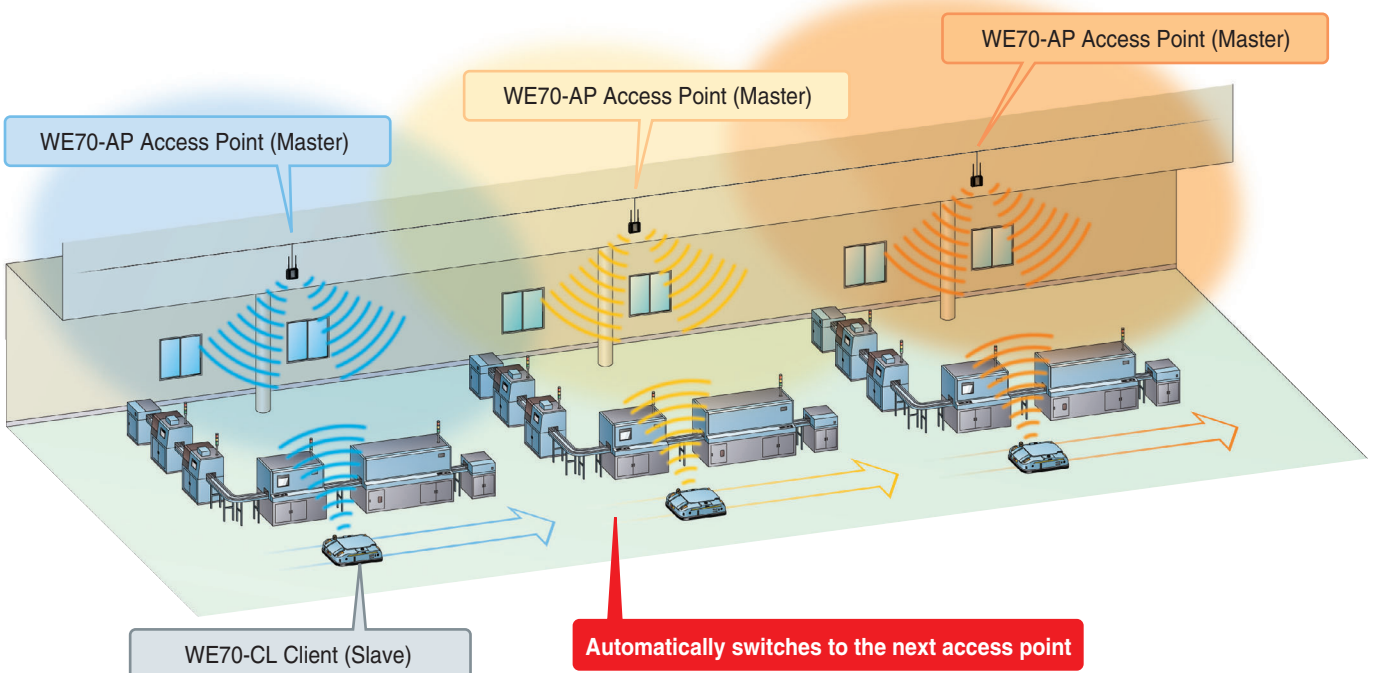 WE70-AP Access Point (Master)
WE70-AP Access Point (Master)
WE70-AP Access Point (Master)
WE70-CL Client (Slave)
Automatically switches to the next access point